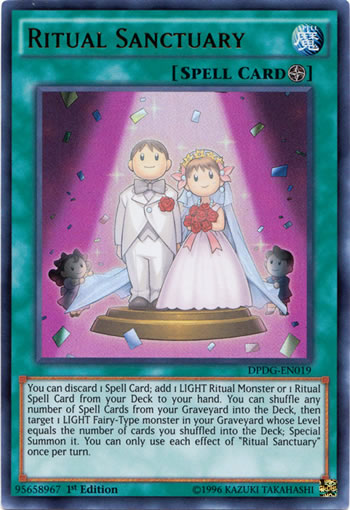 RITUAL SANCTUARY
魔
[SPELL CARD]
DPDG-EN019
You can discard 1 Spell Card; add 1 LIGHT Ritual Monster or 1 Ritual
Spell Card from your Deck to your hand. You can shuffle any
number of Spell Cards from your Graveyard into the Deck, then
target 1 LIGHT Fairy-Type monster in your Graveyard whose Level
equals the number of cards you shuffled into the Deck; Special
Summon it. You can only use each effect of "Ritual Sanctuary"
once per turn.
95658967
1st Edition
©1996 KAZUKI TAKAHASHI